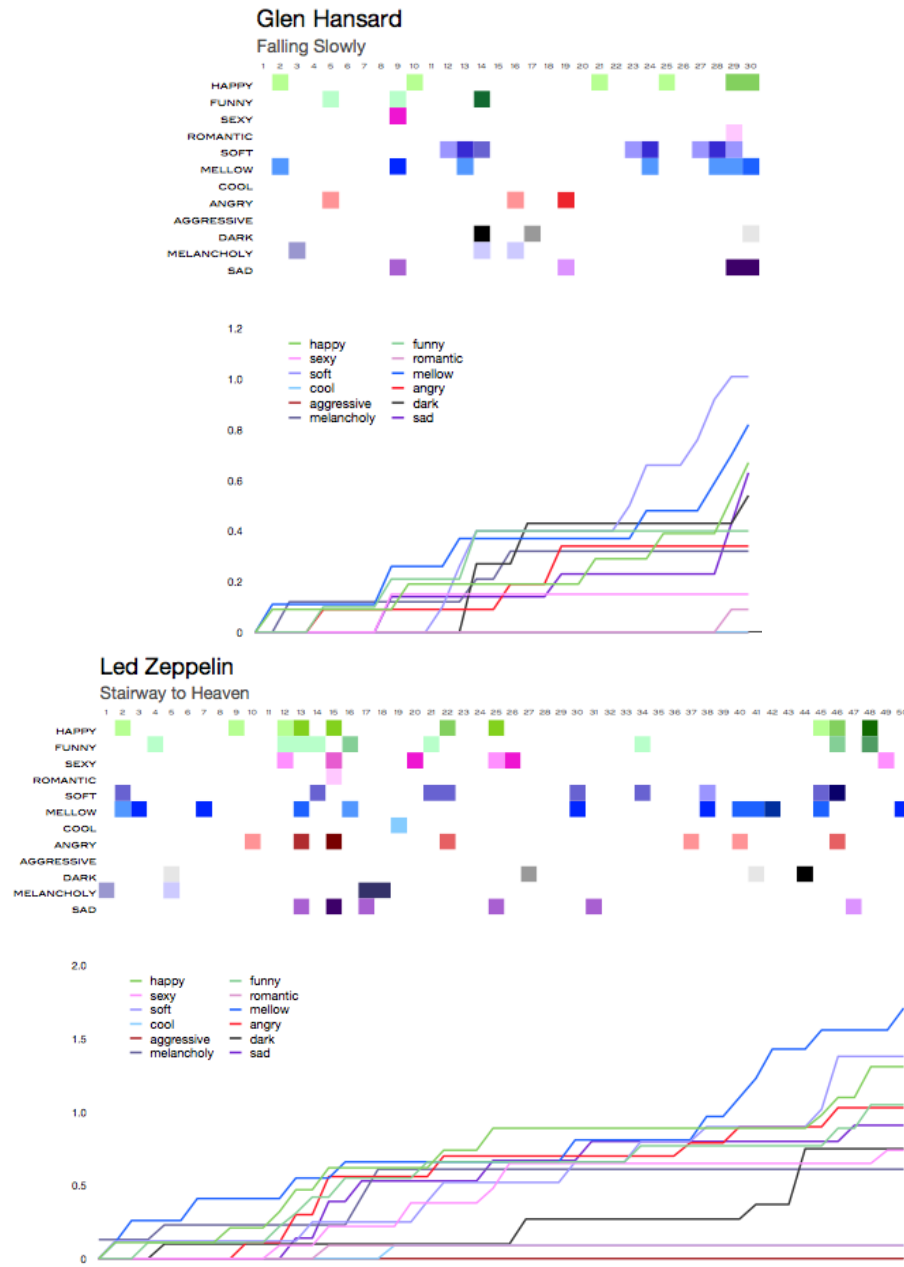 Glen Hansard
Falling Slowly
1 2 3 4 5 6 7 8 9 10 11 12 13 14 15 16 17 18 19 20 21 22 23 24 25 26 27 28 29 30
HAPPY
FUNNY
SEXY
ROMANTIC
SOFT
MELLOW
COOL
ANGRY
AGGRESSIVE
DARK
MELANCHOLY
SAD
1.2
1.0
0.8
0.6
0.4
0.2
0
happy funny
sexy romantic
soft mellow
cool angry
aggressive dark
melancholy sad
Led Zeppelin
Stairway to Heaven
1 2 3 4 5 6 7 8 9 10 11 12 13 14 15 16 17 18 19 20 21 22 23 24 25 26 27 28 29 30 31 32 33 34 35 36 37 38 39 40 41 42 43 44 45 46 47 48 49
HAPPY
FUNNY
SEXY
ROMANTIC
SOFT
MELLOW
COOL
ANGRY
AGGRESSIVE
DARK
MELANCHOLY
SAD
2.0
1.5
1.0
0.5
0
happy funny
sexy romantic
soft mellow
cool angry
aggressive dark
melancholy sad